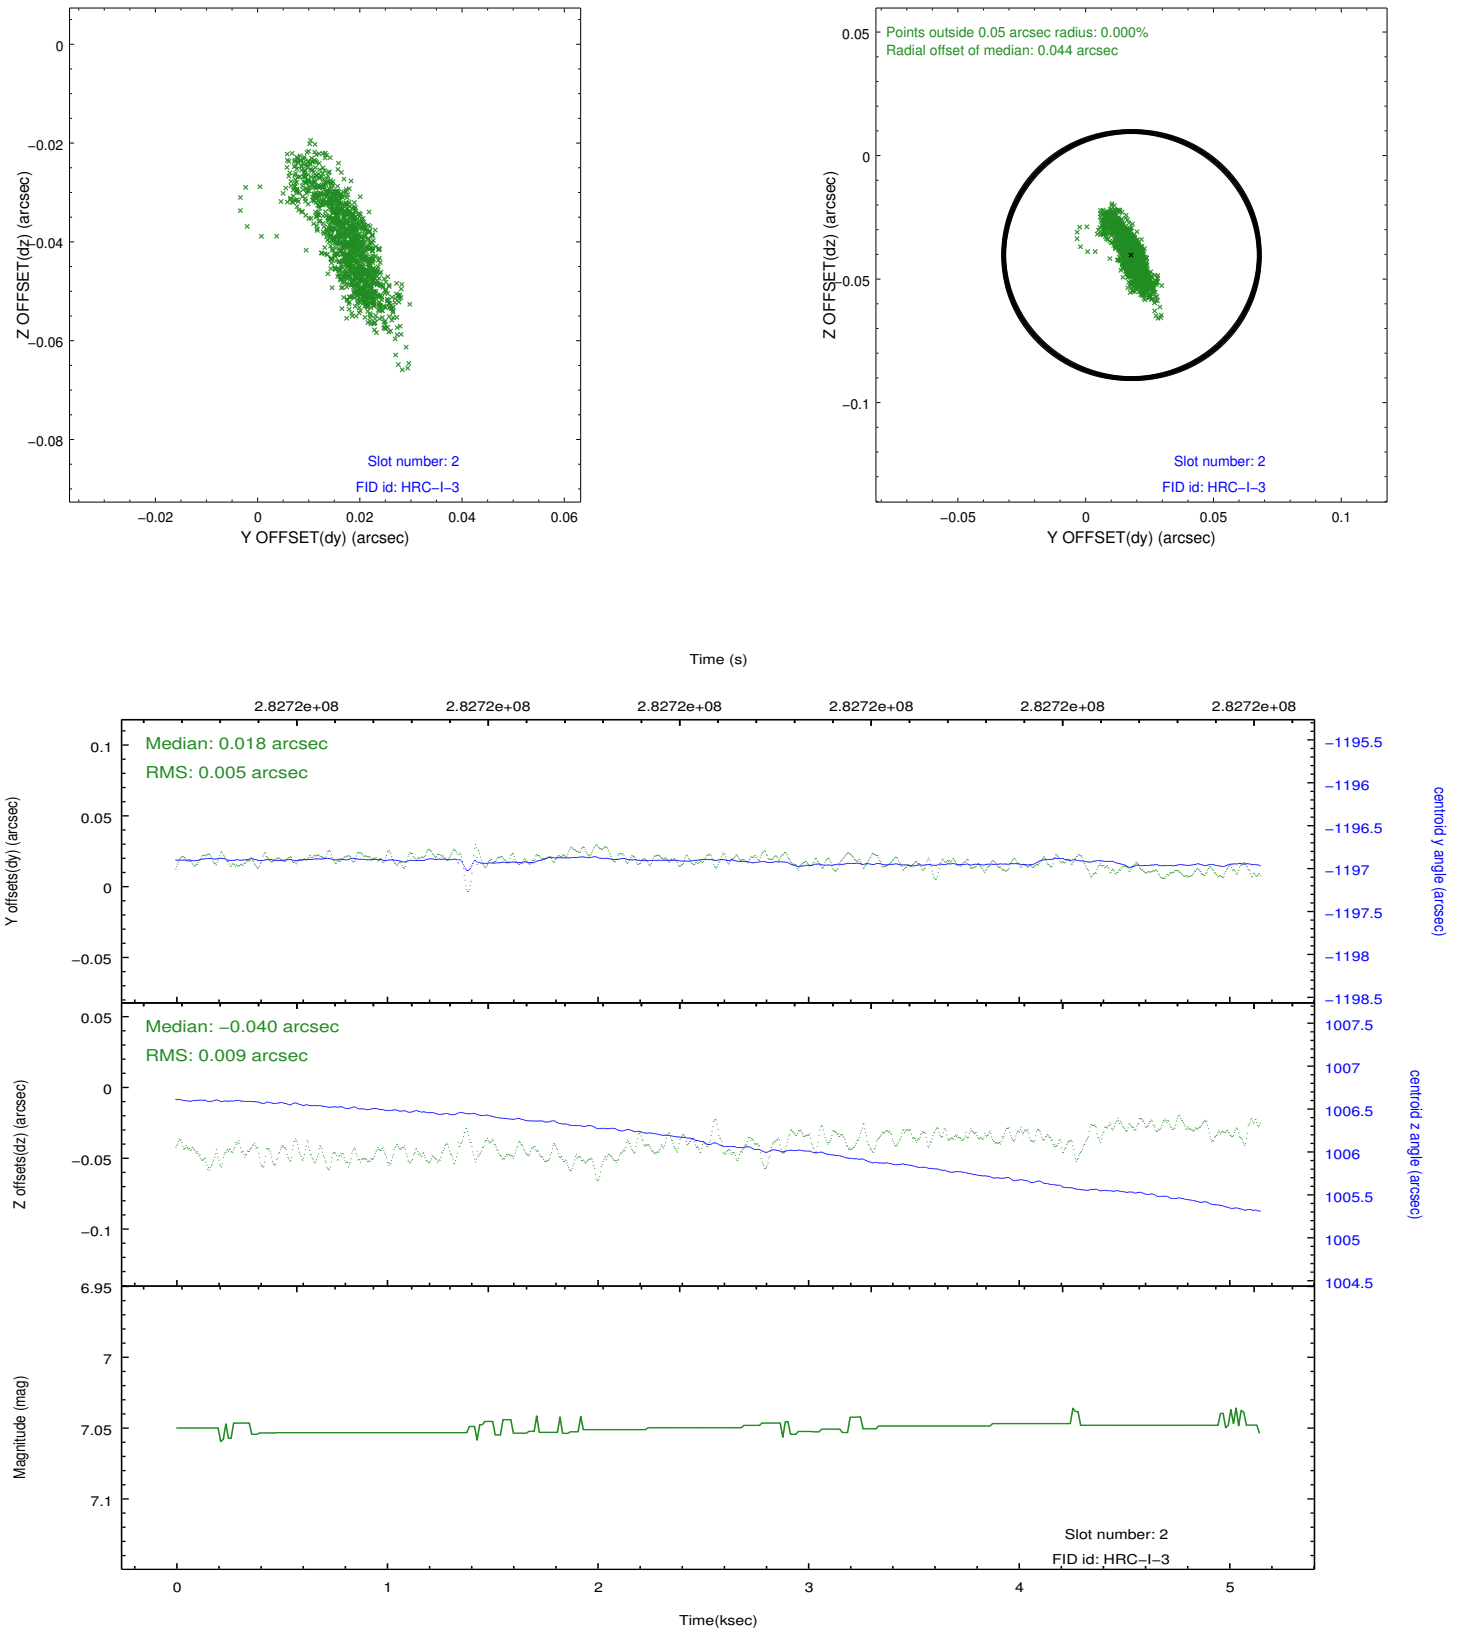 0
−0.02
−0.04
−0.06
−0.08
Z OFFSET(dz) (arcsec)
Slot number: 2
FID id: HRC−I−3
−0.02 0 0.02 0.04 0.06
Y OFFSET(dy) (arcsec)
Points outside 0.05 arcsec radius: 0.000%
Radial offset of median: 0.044 arcsec
0.05
0
−0.05
−0.1
Z OFFSET(dz) (arcsec)
Slot number: 2
FID id: HRC−I−3
−0.05 0 0.05 0.1
Y OFFSET(dy) (arcsec)
Time (s)
2.8272e+08 2.8272e+08 2.8272e+08 2.8272e+08 2.8272e+08 2.8272e+08
Median: 0.018 arcsec
RMS: 0.005 arcsec
0.1
0.05
0
−0.05
Y offsets(dy) (arcsec)
−1195.5
−1196
−1196.5
−1197
−1197.5
−1198
−1198.5
centroid y angle (arcsec)
Median: −0.040 arcsec
RMS: 0.009 arcsec
0.05
0
−0.05
−0.1
Z offsets(dz) (arcsec)
1007.5
1007
1006.5
1006
1005.5
1005
1004.5
centroid z angle (arcsec)
6.95
7
7.05
7.1
Magnitude (mag)
Slot number: 2
FID id: HRC−I−3
0 1 2 3 4 5
Time(ksec)